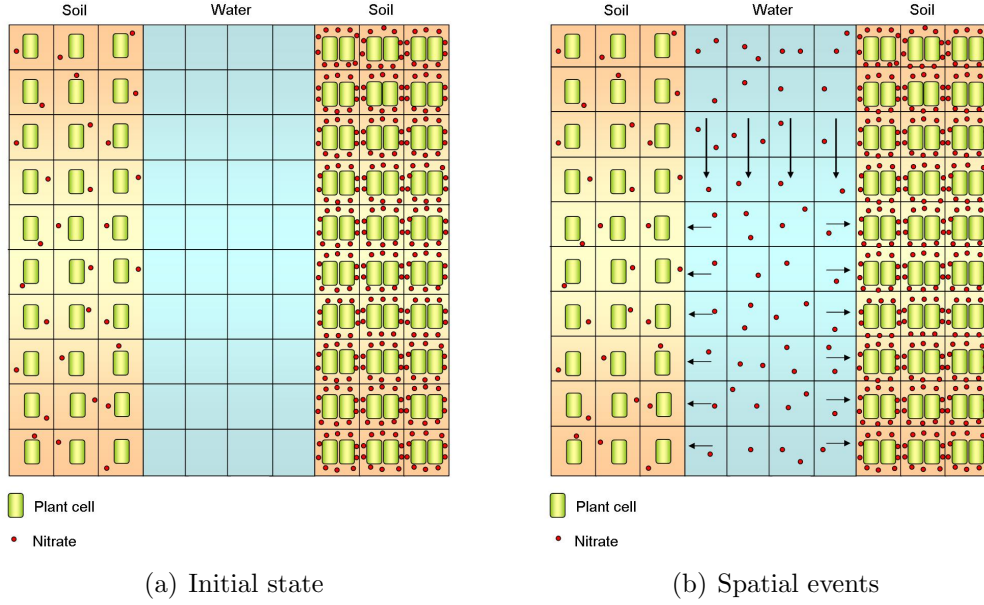 Soil Water Soil
Plant cell
Nitrate
(a) Initial state
Soil Water Soil
Plant cell
Nitrate
(b) Spatial events